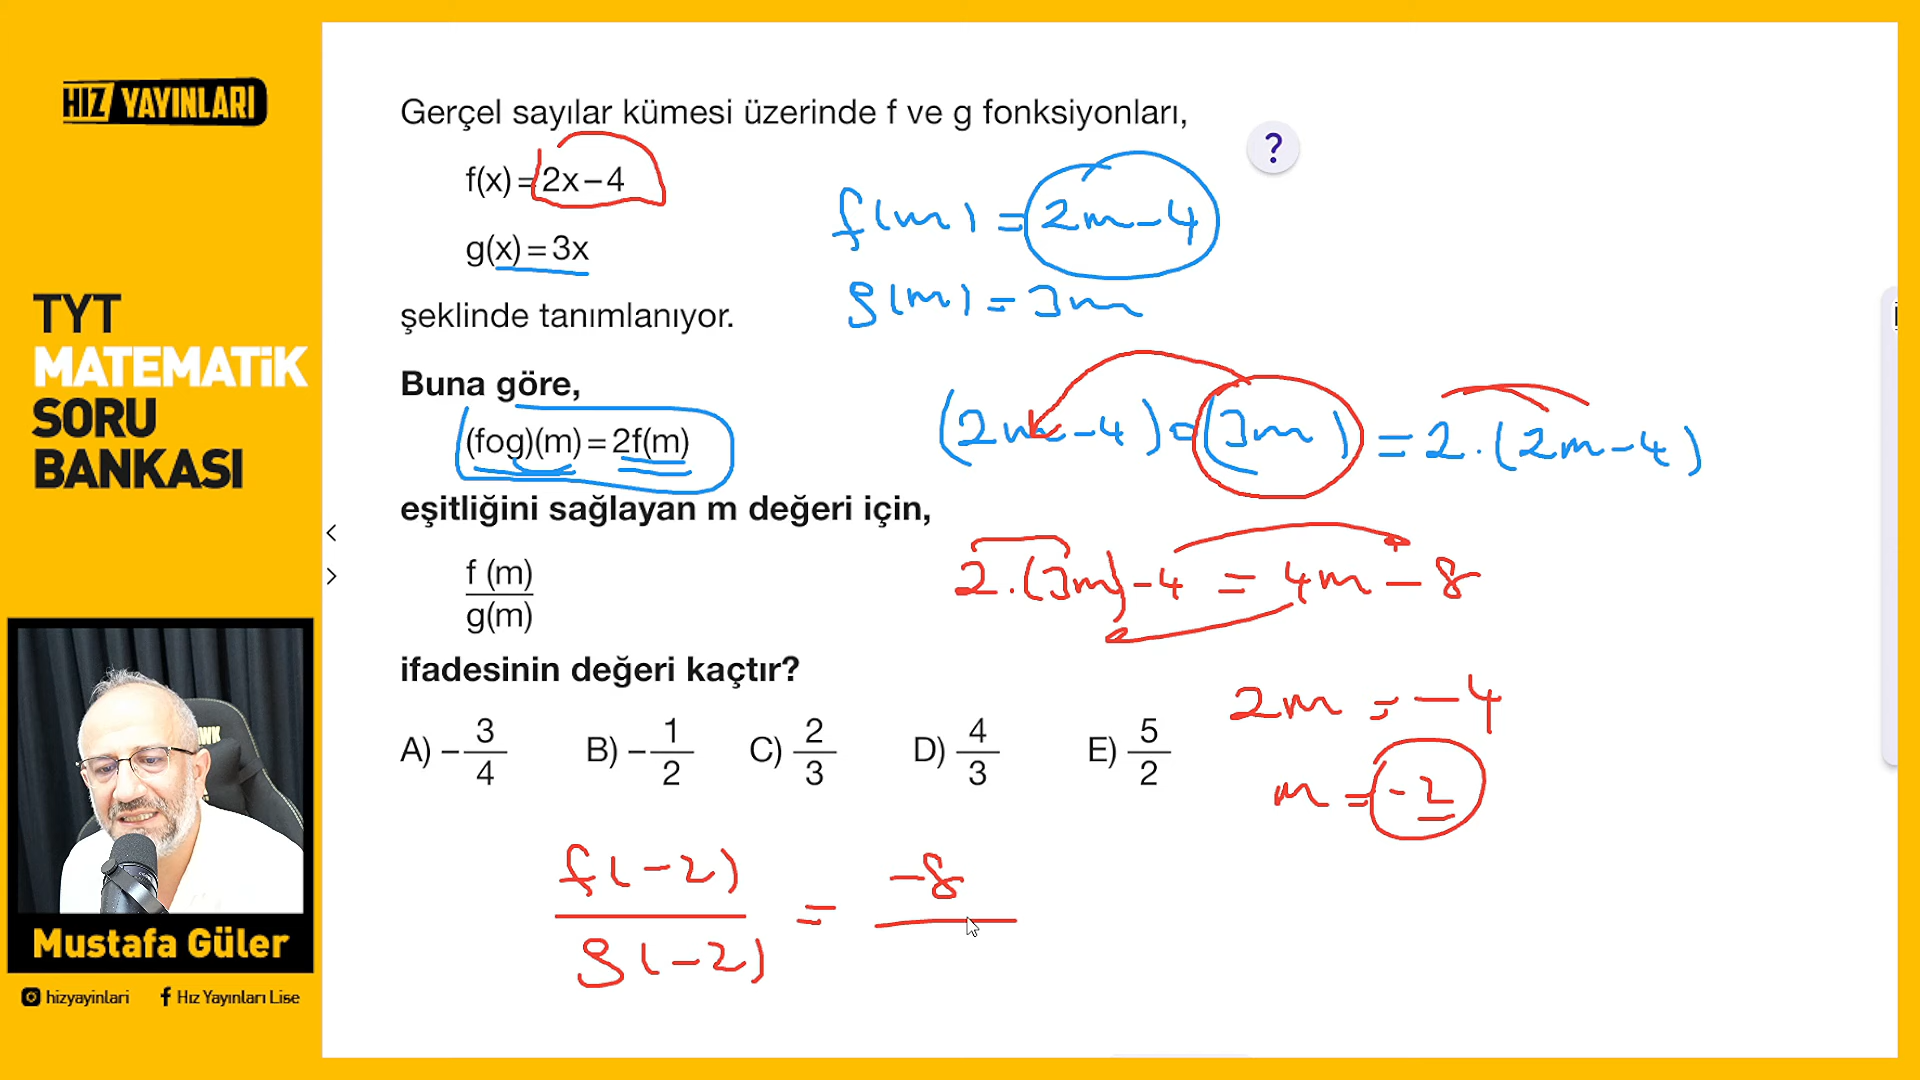 HIZ YAYINLARI
TYT
MATEMATİK
SORU
BANKASI
Gerçel sayılar kümesi üzerinde f ve g fonksiyonları,
f(x)=2x−4
g(x)=3x
şeklinde tanımlanıyor.
Buna göre,
(fog)(m)=2f(m)
eşitliğini sağlayan m değeri için,
f (m)
g(m)
ifadesinin değeri kaçtır?
A) −3/4 B) −1/2 C) 2/3 D) 4/3 E) 5/2
?
f(m) = 2m−4
g(m) = 3m
(2m−4)∘(3m) = 2.(2m−4)
2.(3m)−4 = 4m−8
2m = −4
m = −2
f(−2) = −8
g(−2)
<
>
Mustafa Güler
hizyayinlari Hız Yayınları Lise